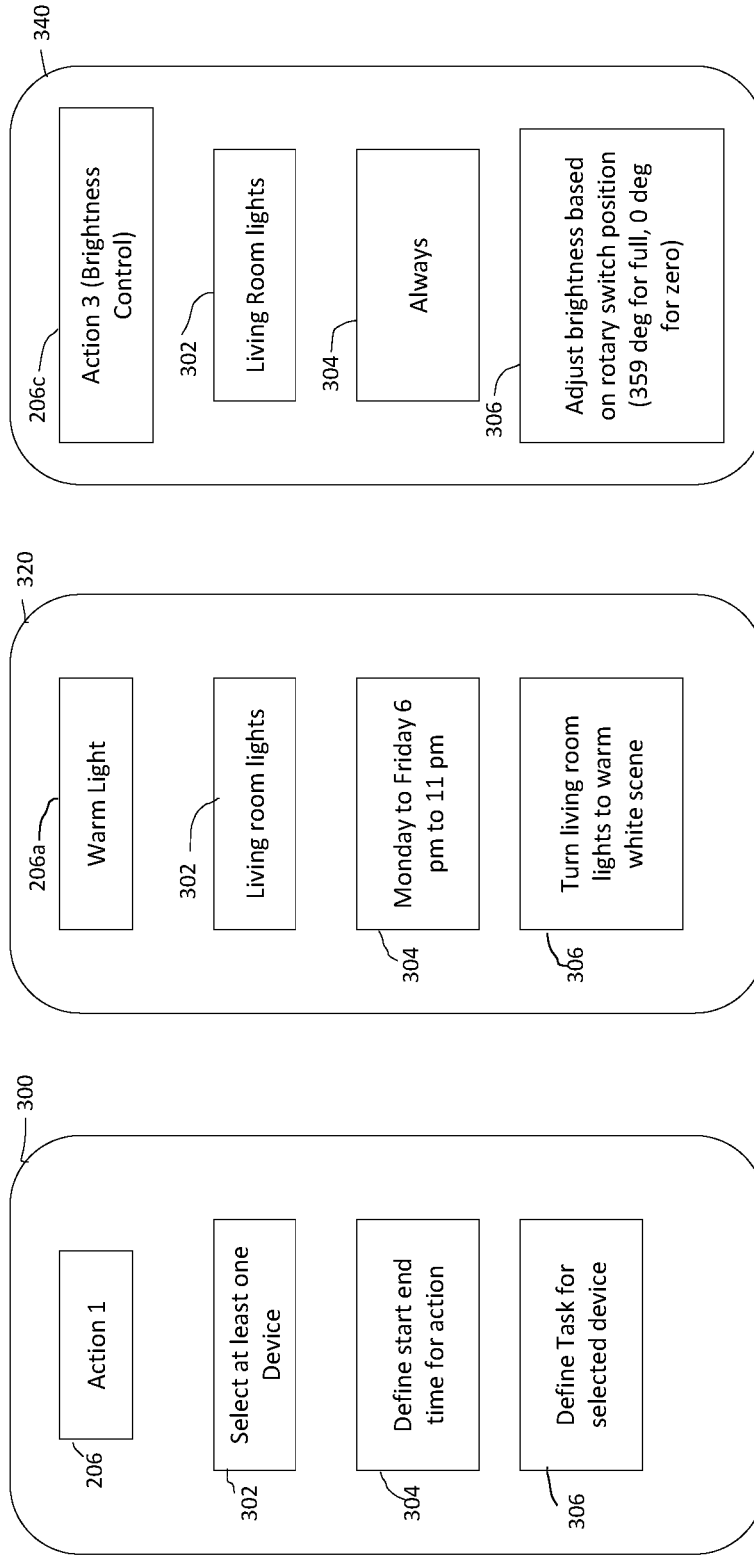 300
206
Action 1
302
Select at least one
Device
304
Define start end
time for action
306
Define Task for
selected device
320
206a
Warm Light
302
Living room lights
304
Monday to Friday 6
pm to 11 pm
306
Turn living room
lights to warm
white scene
340
206c
Action 3 (Brightness
Control)
302
Living Room lights
304
Always
306
Adjust brightness based
on rotary switch position
(359 deg for full, 0 deg
for zero)